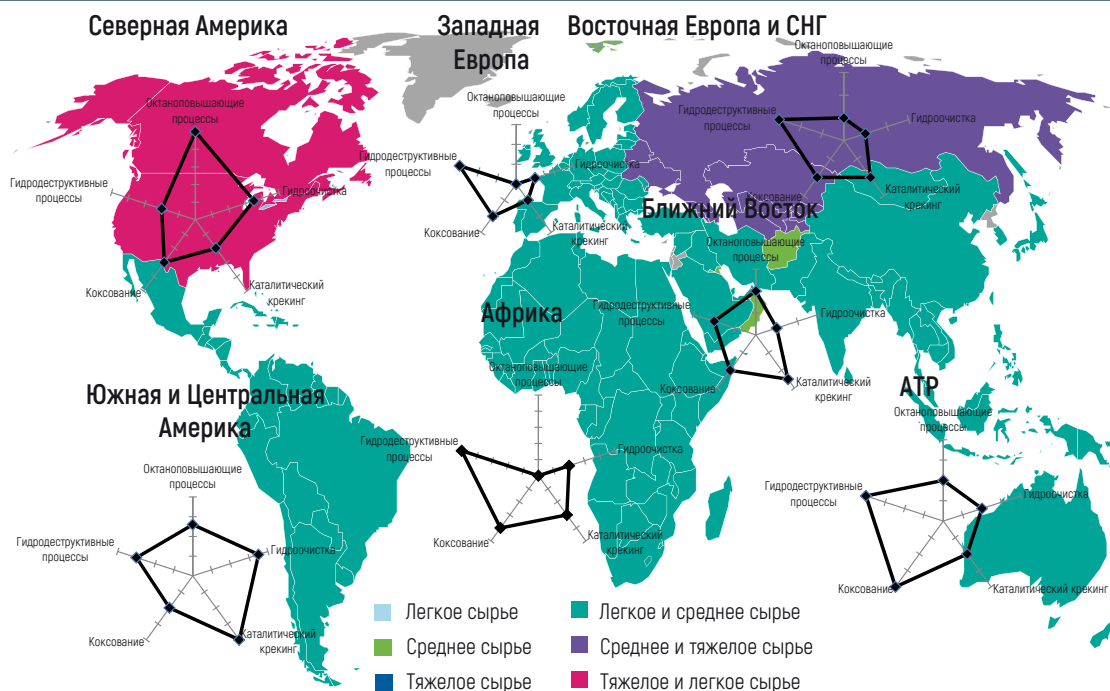 Северная Америка
Октаноповышающие
процессы
Гидроочистка
Каталитический
крекинг
Коксование
Гидродеструктивные
процессы
Западная
Европа
Октаноповышающие
процессы
Гидроочистка
Каталитический
крекинг
Коксование
Гидродеструктивные
процессы
Восточная Европа и СНГ
Октаноповышающие
процессы
Гидроочистка
Каталитический
крекинг
Коксование
Гидродеструктивные
процессы
Ближний Восток
Октаноповышающие
процессы
Гидроочистка
Каталитический
крекинг
Коксование
Гидродеструктивные
процессы
Африка
Октаноповышающие
процессы
Гидроочистка
Каталитический
крекинг
Коксование
Гидродеструктивные
процессы
Южная и Центральная
Америка
Октаноповышающие
процессы
Гидроочистка
Каталитический
крекинг
Коксование
Гидродеструктивные
процессы
АТР
Октаноповышающие
процессы
Гидроочистка
Каталитический крекинг
Коксование
Гидродеструктивные
процессы
Легкое сырье
Среднее сырье
Тяжелое сырье
Легкое и среднее сырье
Среднее и тяжелое сырье
Тяжелое и легкое сырье